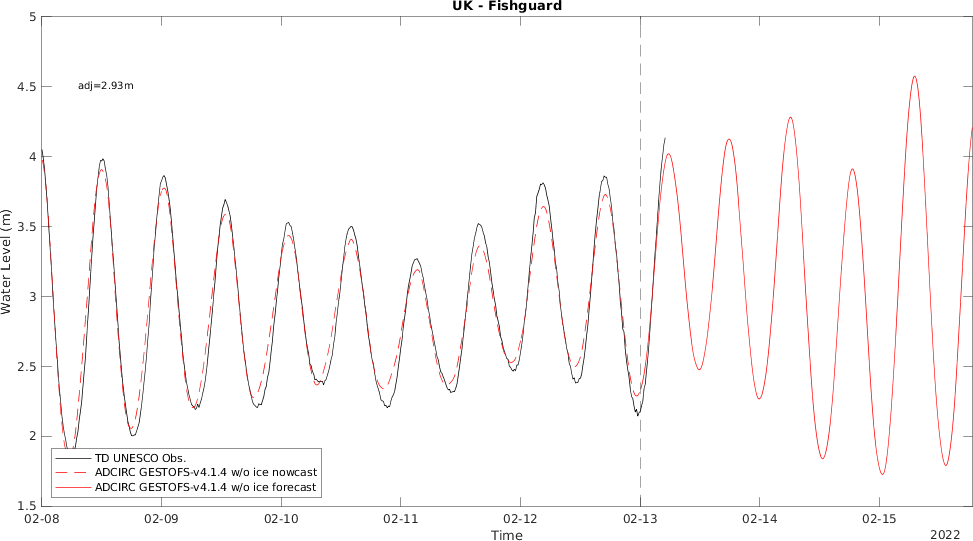 UK - Fishguard
5
4.5
4
3.5
3
2.5
2
1.5
Water Level (m)
adj=2.93m
TD UNESCO Obs.
ADCIRC GESTOFS-v4.1.4 w/o ice nowcast
ADCIRC GESTOFS-v4.1.4 w/o ice forecast
02-08 02-09 02-10 02-11 02-12 02-13 02-14 02-15
Time
2022